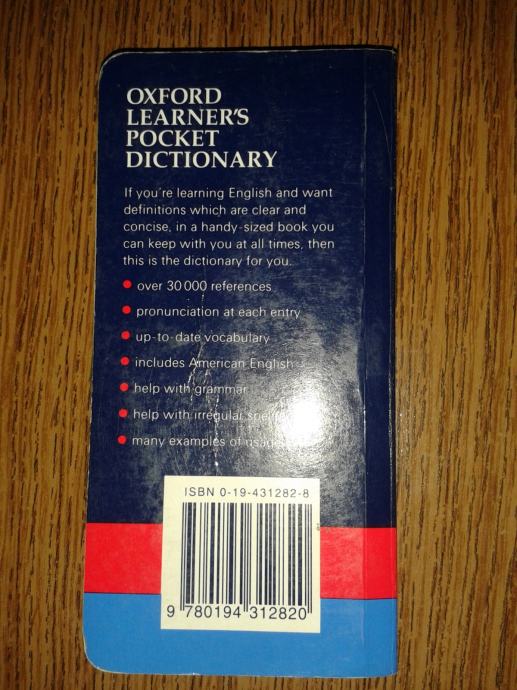 OXFORD
LEARNER'S
POCKET
DICTIONARY
If you're learning English and want
definitions which are clear and
concise, in a handy-sized book you
can keep with you at all times, then
this is the dictionary for you.
over 30 000 references
pronunciation at each entry
up-to-date vocabulary
includes American English
help with grammar
help with irregular
many examples of usage
ISBN 0-19-431282-8
9 780194 312820